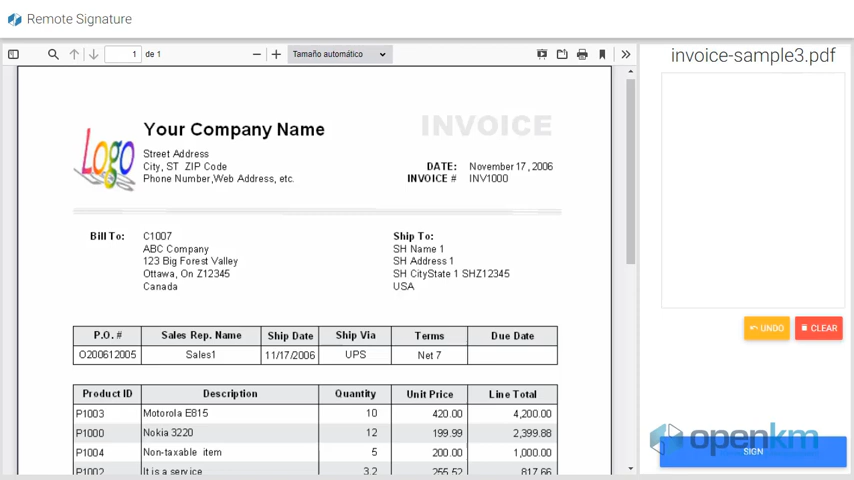 Remote Signature
1 de 1
Tamaño automático
invoice-sample3.pdf
Logo
Your Company Name
INVOICE
Street Address
City, ST ZIP Code
Phone Number,Web Address, etc.
DATE: November 17, 2006
INVOICE # INV1000
Bill To: C1007
ABC Company
123 Big Forest Valley
Ottawa, On Z12345
Canada
Ship To:
SH Name 1
SH Address 1
SH CityState 1 SHZ12345
USA
P.O. # Sales Rep. Name Ship Date Ship Via Terms Due Date
O200612005 Sales1 11/17/2006 UPS Net 7
Product ID Description Quantity Unit Price Line Total
P1003 Motorola E815 10 420.00 4,200.00
P1000 Nokia 3220 12 199.99 2,399.88
P1004 Non-taxable item 5 200.00 1,000.00
P1002 It is a service 3.2 255.52 817.66
UNDO
CLEAR
openkm
SIGN